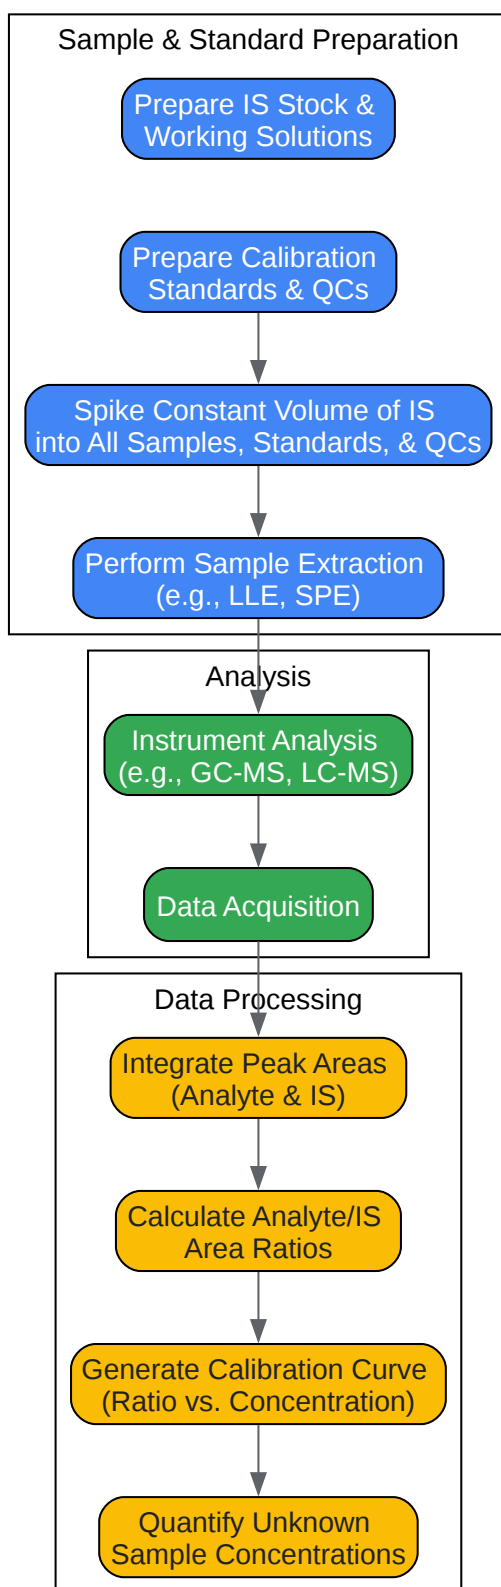 Sample & Standard Preparation
Prepare IS Stock &
Working Solutions
Prepare Calibration
Standards & QCs
Spike Constant Volume of IS
into All Samples, Standards, & QCs
Perform Sample Extraction
(e.g., LLE, SPE)
Analysis
Instrument Analysis
(e.g., GC-MS, LC-MS)
Data Acquisition
Data Processing
Integrate Peak Areas
(Analyte & IS)
Calculate Analyte/IS
Area Ratios
Generate Calibration Curve
(Ratio vs. Concentration)
Quantify Unknown
Sample Concentrations